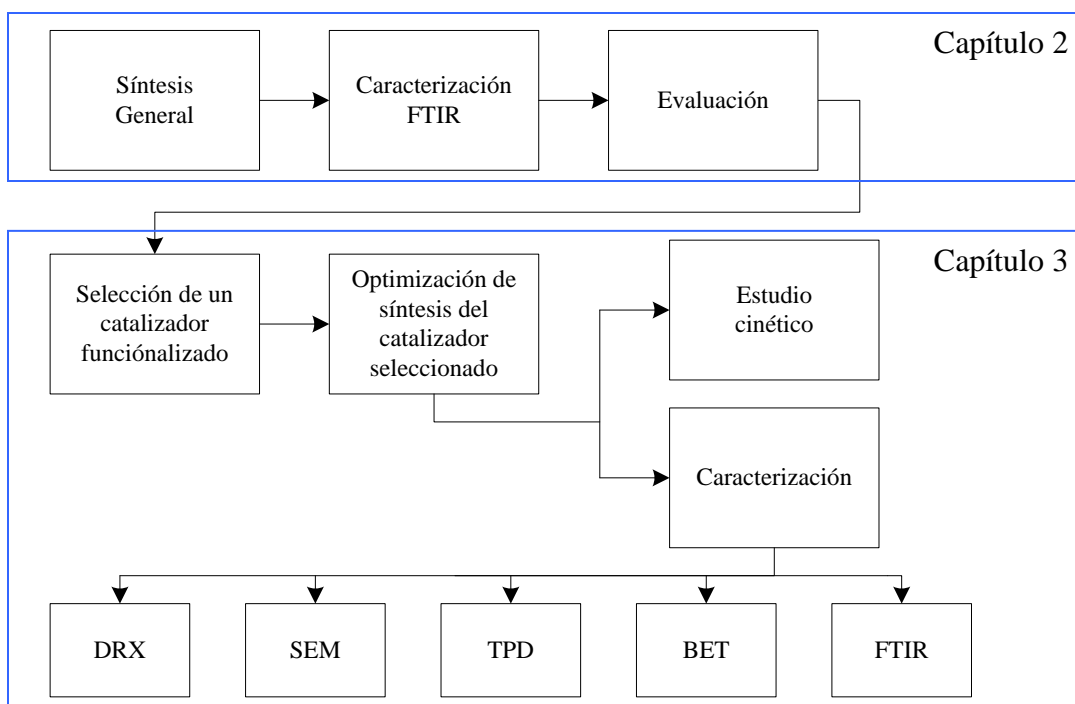 Capítulo 2
Síntesis
General
Caracterización
FTIR
Evaluación
Capítulo 3
Selección de un
catalizador
funciónalizado
Optimización de
síntesis del
catalizador
seleccionado
Estudio
cinético
Caracterización
DRX
SEM
TPD
BET
FTIR